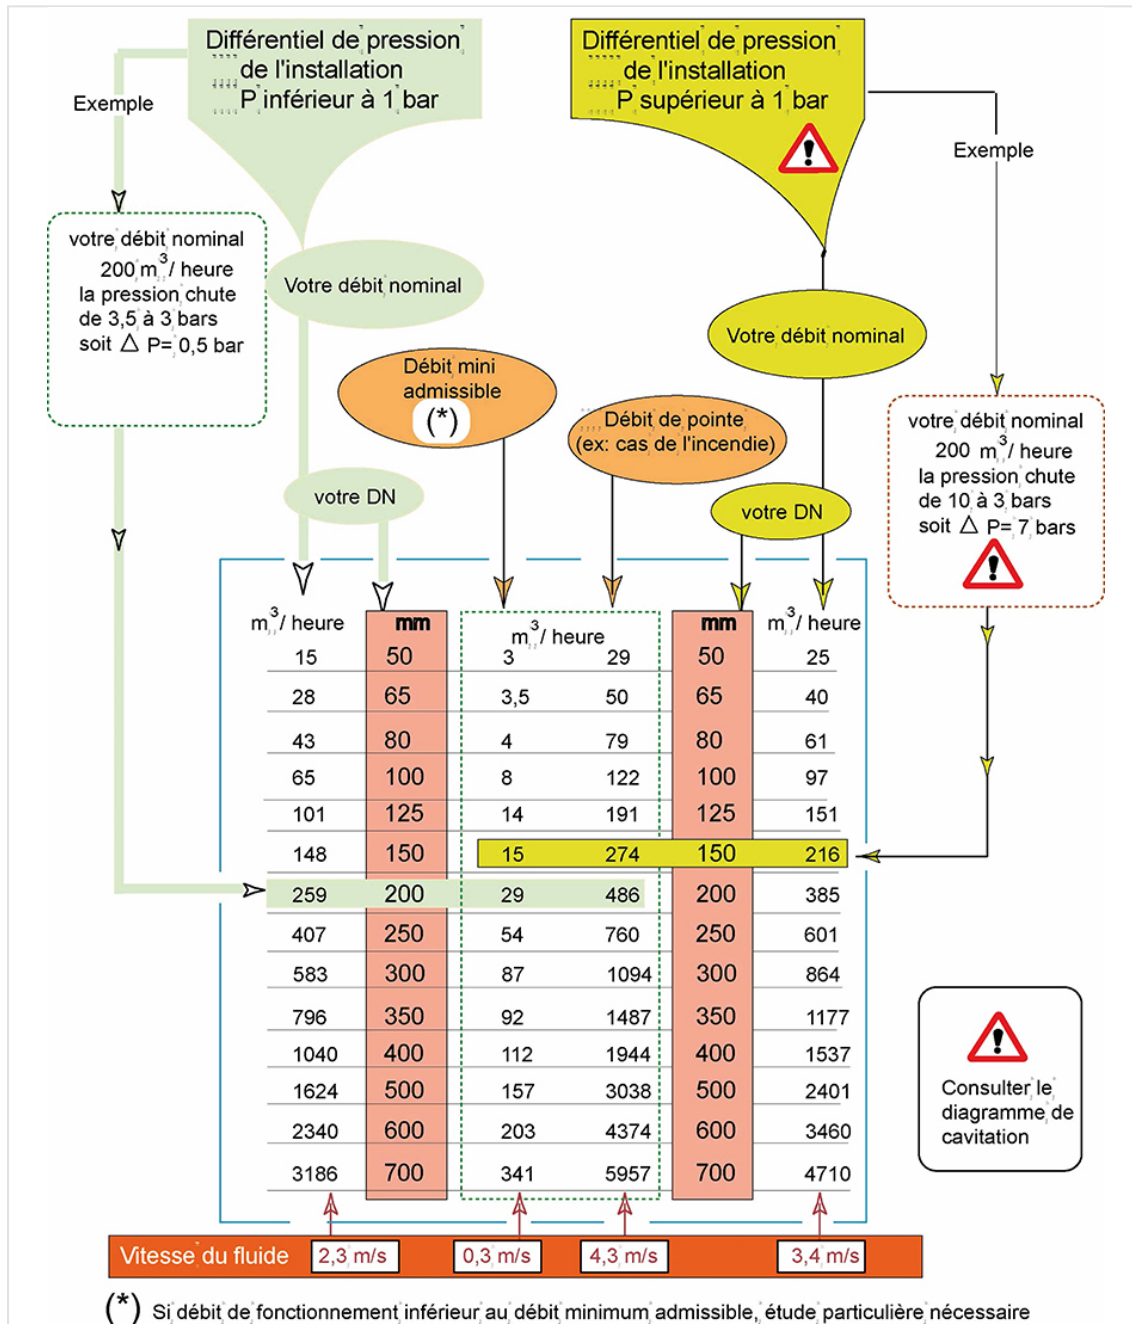 Différentiel de pression
de l'installation
P inférieur à 1 bar
Différentiel de pression
de l'installation
P supérieur à 1 bar
Exemple
Exemple
votre débit nominal
200 m³/ heure
la pression chute
de 3,5 à 3 bars
soit △ P= 0,5 bar
Votre débit nominal
Votre débit nominal
Débit mini
admissible
(*)
Débit de pointe
(ex: cas de l'incendie)
votre débit nominal
200 m³/ heure
la pression chute
de 10 à 3 bars
soit △ P= 7 bars
votre DN
votre DN
m³/ heure mm m³/ heure mm m³/ heure
15 50 3 29 50 25
28 65 3,5 50 65 40
43 80 4 79 80 61
65 100 8 122 100 97
101 125 14 191 125 151
148 150 15 274 150 216
259 200 29 486 200 385
407 250 54 760 250 601
583 300 87 1094 300 864
796 350 92 1487 350 1177
1040 400 112 1944 400 1537
1624 500 157 3038 500 2401
2340 600 203 4374 600 3460
3186 700 341 5957 700 4710
Consulter le
diagramme de
cavitation
Vitesse du fluide 2,3 m/s 0,3 m/s 4,3 m/s 3,4 m/s
(*) Si débit de fonctionnement inférieur au débit minimum admissible, étude particulière nécessaire